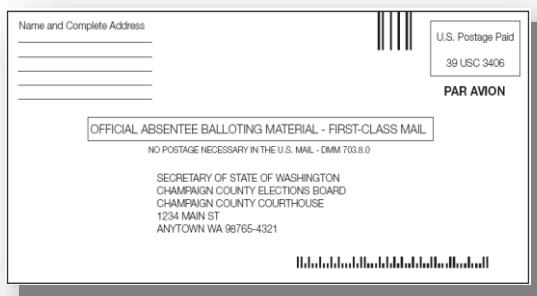 Name and Complete Address
U.S. Postage Paid
39 USC 3406
PAR AVION
OFFICIAL ABSENTEE BALLOTING MATERIAL - FIRST-CLASS MAIL
NO POSTAGE NECESSARY IN THE U.S. MAIL - DMM 703.8.0
SECRETARY OF STATE OF WASHINGTON
CHAMPAIGN COUNTY ELECTIONS BOARD
CHAMPAIGN COUNTY COURTHOUSE
1234 MAIN ST
ANYTOWN WA 98765-4321